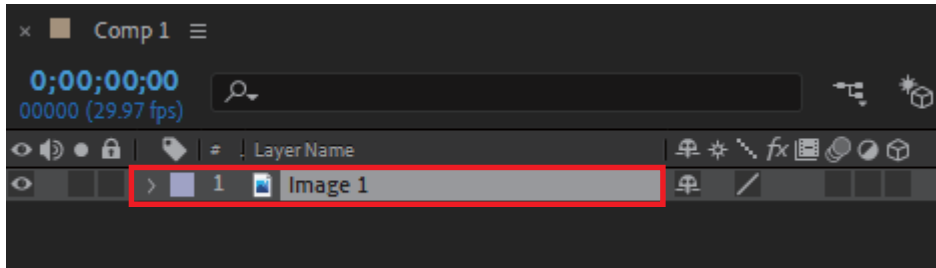 Comp 1
0;00;00;00
00000 (29.97 fps)
# Layer Name
1 Image 1